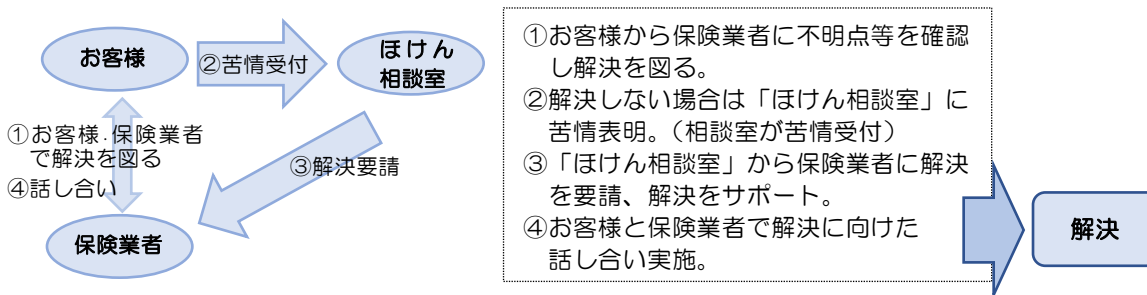 お客様
②苦情受付
ほけん
相談室
①お客様.保険業者
で解決を図る
④話し合い
③解決要請
保険業者
①お客様から保険業者に不明点等を確認
し解決を図る。
②解決しない場合は「ほけん相談室」に
苦情表明。(相談室が苦情受付)
③「ほけん相談室」から保険業者に解決
を要請、解決をサポート。
④お客様と保険業者で解決に向けた
話し合い実施。
解決